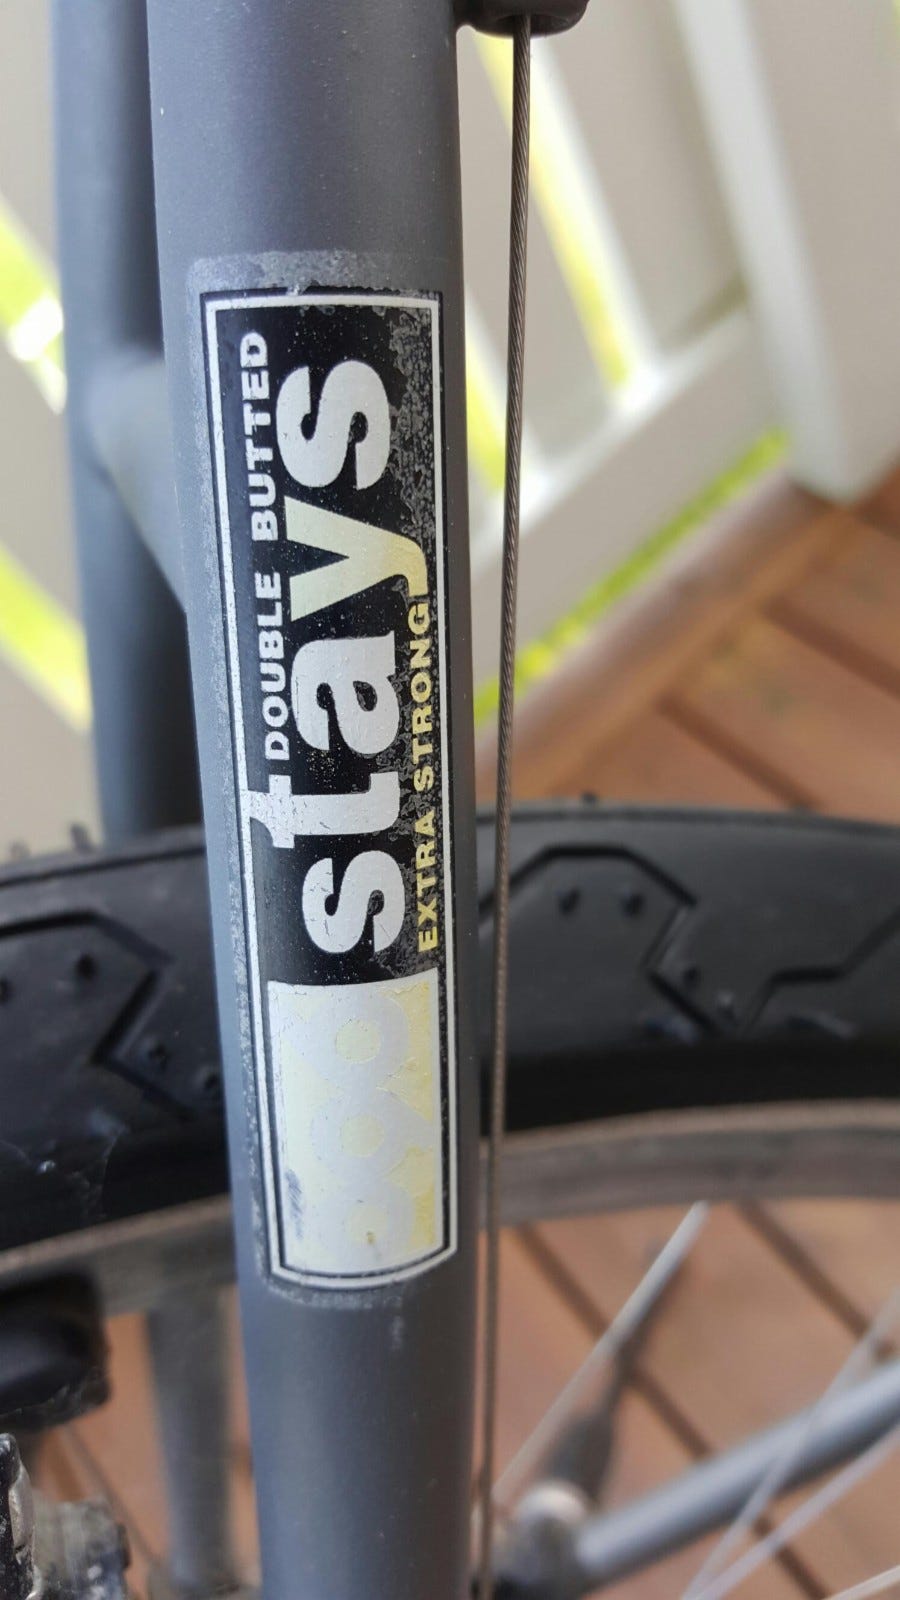 DOUBLE BUTTED
stays
EXTRA STRONG